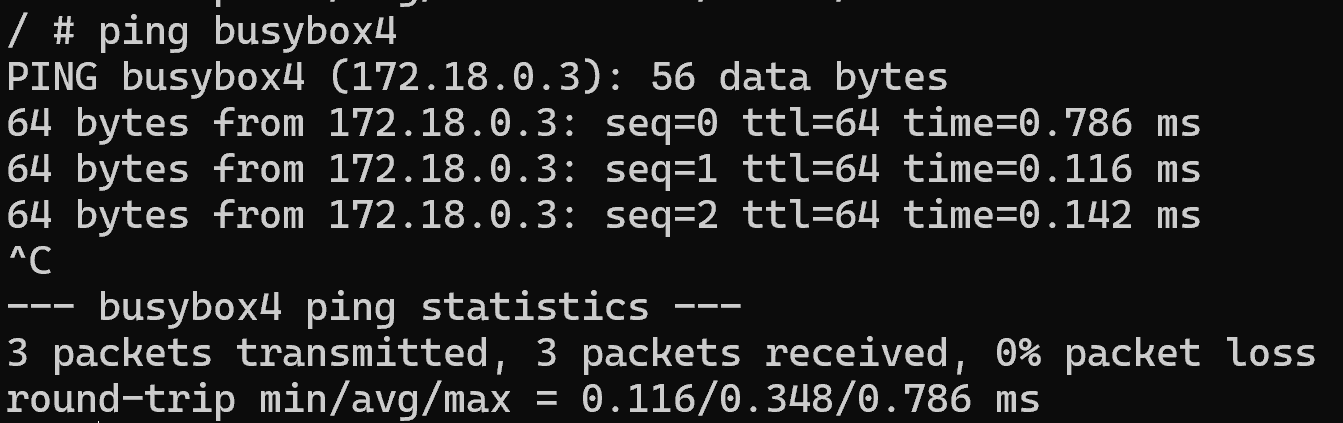 / # ping busybox4
PING busybox4 (172.18.0.3): 56 data bytes
64 bytes from 172.18.0.3: seq=0 ttl=64 time=0.786 ms
64 bytes from 172.18.0.3: seq=1 ttl=64 time=0.116 ms
64 bytes from 172.18.0.3: seq=2 ttl=64 time=0.142 ms
^C
--- busybox4 ping statistics ---
3 packets transmitted, 3 packets received, 0% packet loss
round-trip min/avg/max = 0.116/0.348/0.786 ms